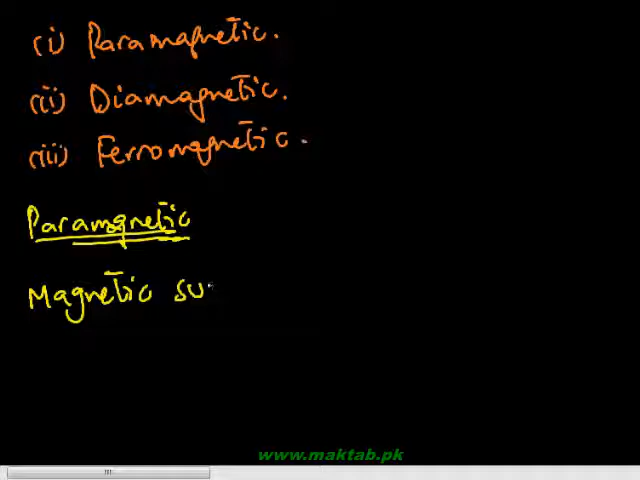 (i) Paramagnetic.
(ii) Diamagnetic.
(iii) Ferromagnetic.
Paramagnetic
Magnetic su
www.maktab.pk